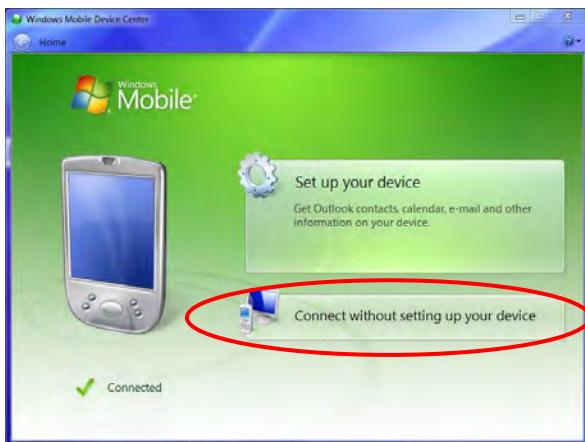 Windows Mobile Device Center
Home
Windows
Mobile
Set up your device
Get Outlook contacts, calendar, e-mail and other
information on your device.
Connect without setting up your device
Connected